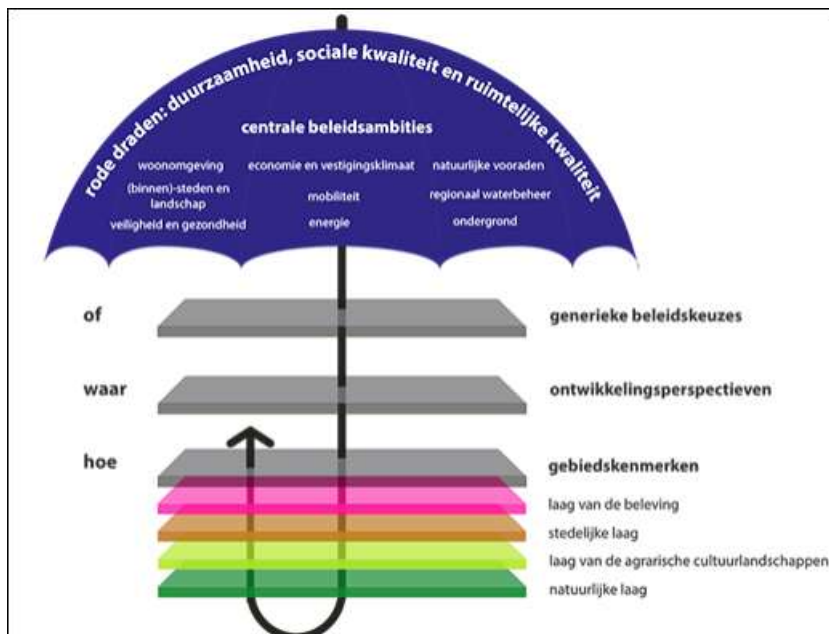 rode draden: duurzaamheid, sociale kwaliteit en ruimtelijke kwaliteit
centrale beleidsambities
woonomgeving
(binnen)-steden en
landschap
veiligheid en gezondheid
economie en vestigingsklimaat
mobiliteit
energie
natuurlijke vooraden
regionaal waterbeheer
ondergrond
of
generieke beleidskeuzes
waar
ontwikkelingsperspectieven
hoe
gebiedskenmerken
laag van de beleving
stedelijke laag
laag van de agrarische cultuurlandschappen
natuurlijke laag